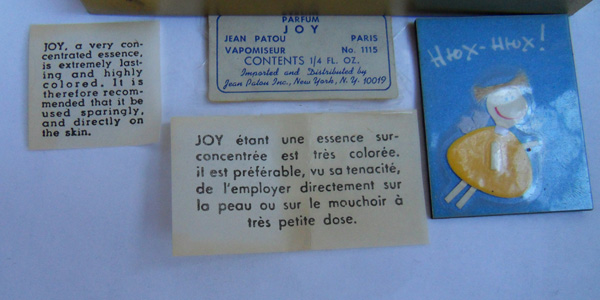 JOY, a very con-
centrated essence,
is extremely last-
ing and highly
colored. It is
therefore recom-
mended that it be
used sparingly,
and directly on
the skin.
PARFUM
JOY
JEAN PATOU PARIS
VAPOMISEUR No. 1115
CONTENTS 1/4 FL. OZ.
Imported and Distributed by
Jean Patou Inc., New York, N. Y. 10019
JOY étant une essence sur-
concentrée est très colorée.
il est préférable, vu sa tenacité,
de l'employer directement sur
la peau ou sur le mouchoir à
très petite dose.